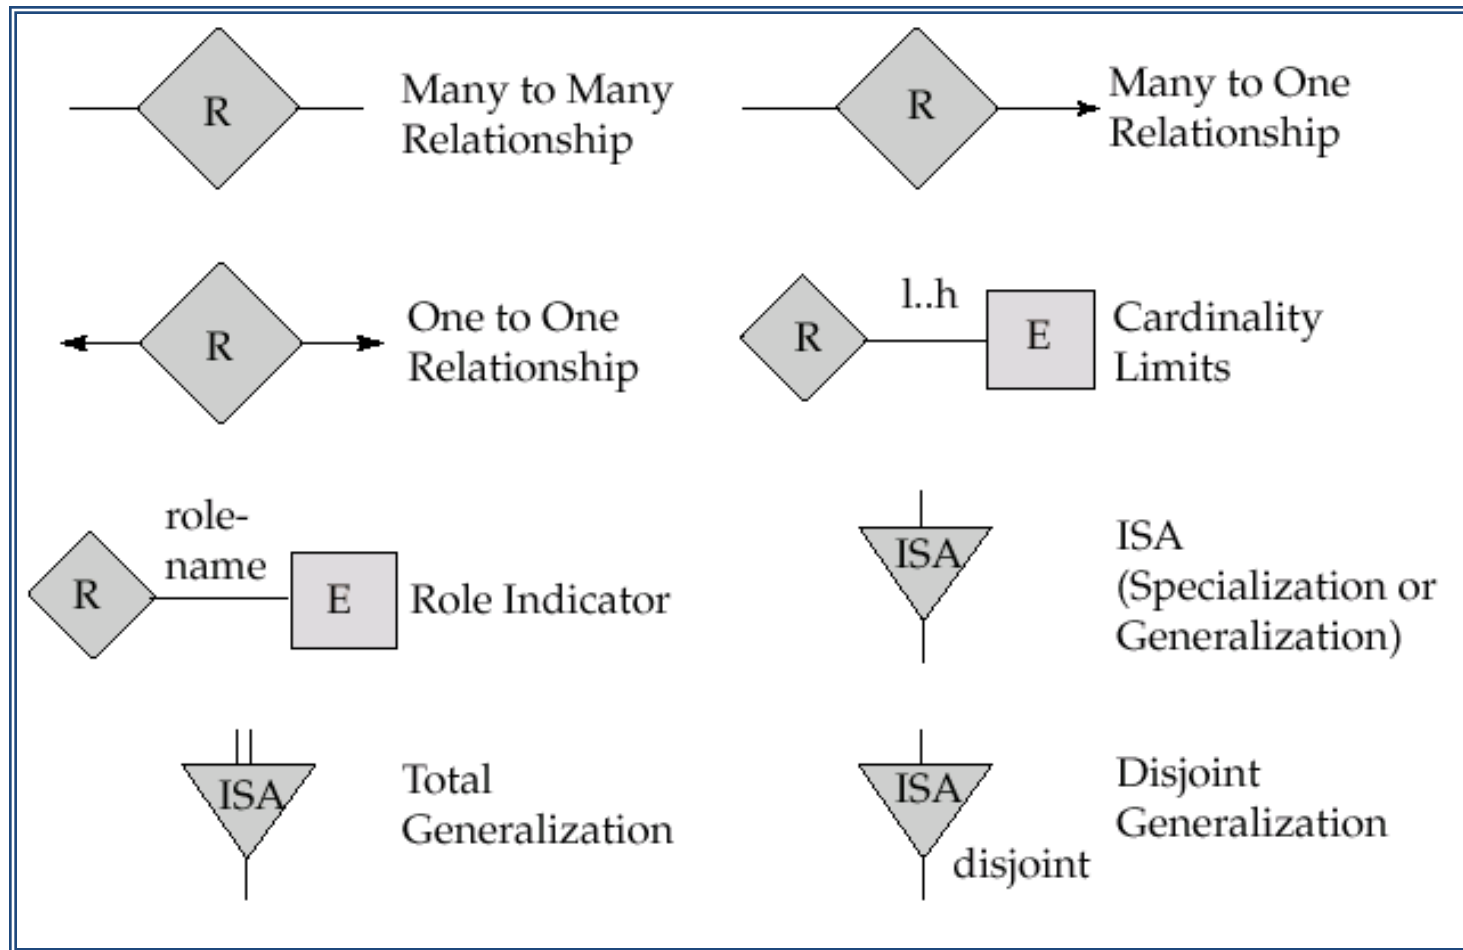 R
Many to Many
Relationship
R
Many to One
Relationship
R
One to One
Relationship
R
l..h
E
Cardinality
Limits
R
role-
name
E
Role Indicator
ISA
ISA
(Specialization or
Generalization)
ISA
Total
Generalization
ISA
disjoint
Disjoint
Generalization